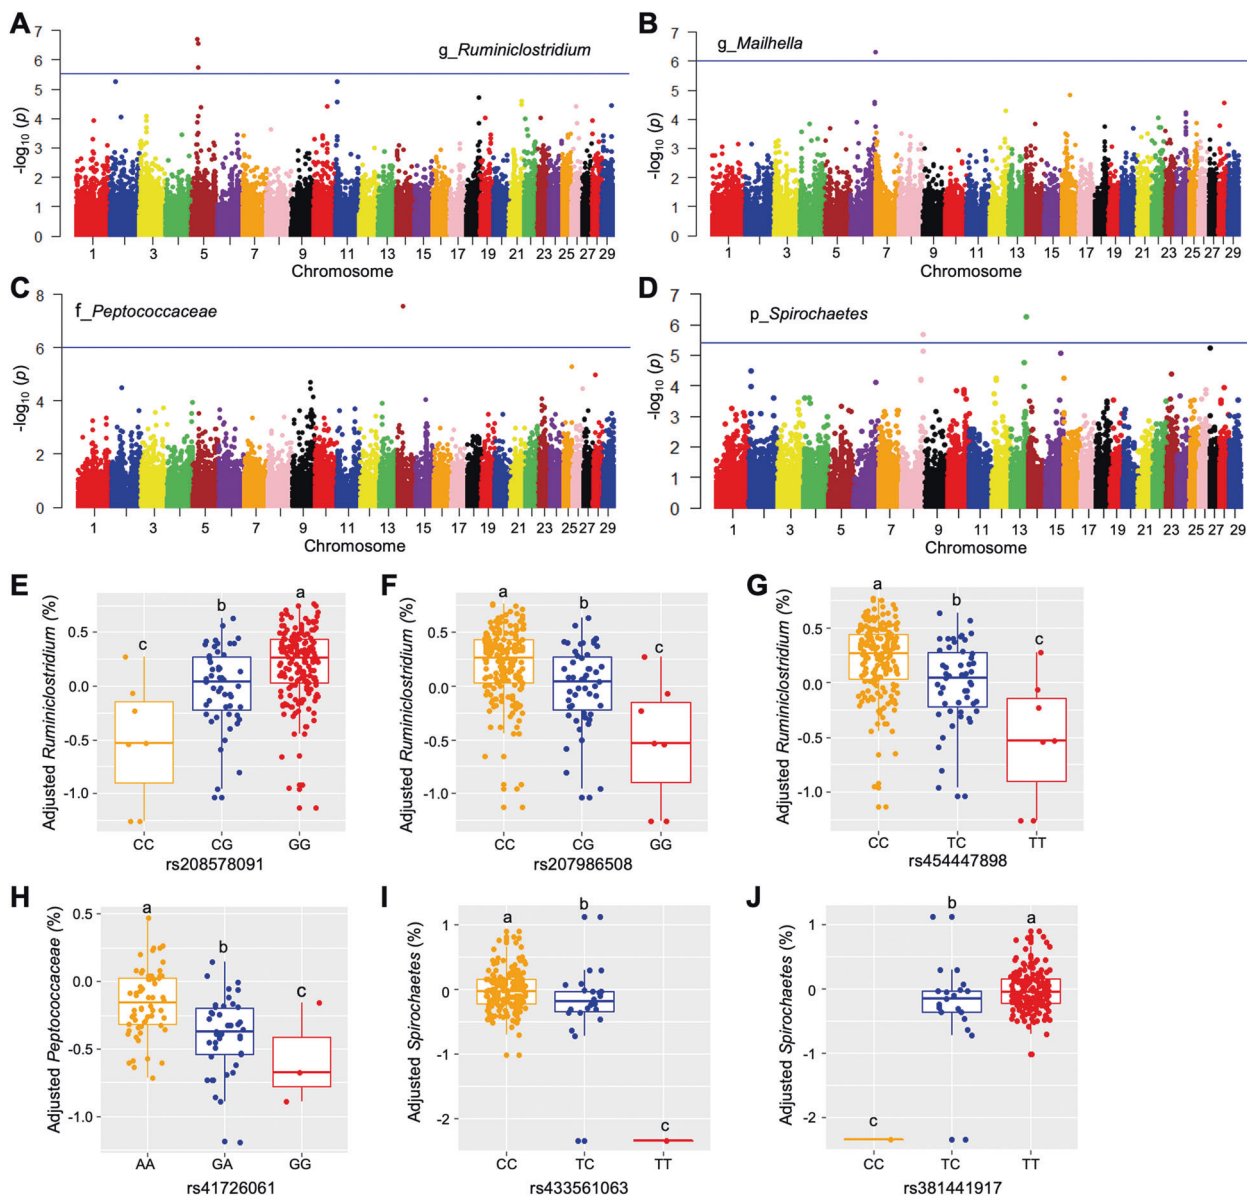 A
g_Ruminiclostridium
-log10 (p)
7
6
5
4
3
2
1
0
1 3 5 7 9 11 13 15 17 19 21 23 25 27 29
Chromosome
B
g_Mailhella
-log10 (p)
7
6
5
4
3
2
1
0
1 3 5 7 9 11 13 15 17 19 21 23 25 27 29
Chromosome
C
f_Peptococcaceae
-log10 (p)
8
6
4
2
0
1 3 5 7 9 11 13 15 17 19 21 23 25 27 29
Chromosome
D
p_Spirochaetes
-log10 (p)
7
6
5
4
3
2
1
0
1 3 5 7 9 11 13 15 17 19 21 23 25 27 29
Chromosome
E
Adjusted Ruminiclostridium (%)
0.5
0.0
-0.5
-1.0
c b a
CC CG GG
rs208578091
F
Adjusted Ruminiclostridium (%)
0.5
0.0
-0.5
-1.0
a b c
CC CG GG
rs207986508
G
Adjusted Ruminiclostridium (%)
0.5
0.0
-0.5
-1.0
a b c
CC TC TT
rs454447898
H
Adjusted Peptococcaceae (%)
0.5
0.0
-0.5
-1.0
a b c
AA GA GG
rs41726061
I
Adjusted Spirochaetes (%)
1
0
-1
-2
a b c
CC TC TT
rs433561063
J
Adjusted Spirochaetes (%)
1
0
-1
-2
c b a
CC TC TT
rs381441917